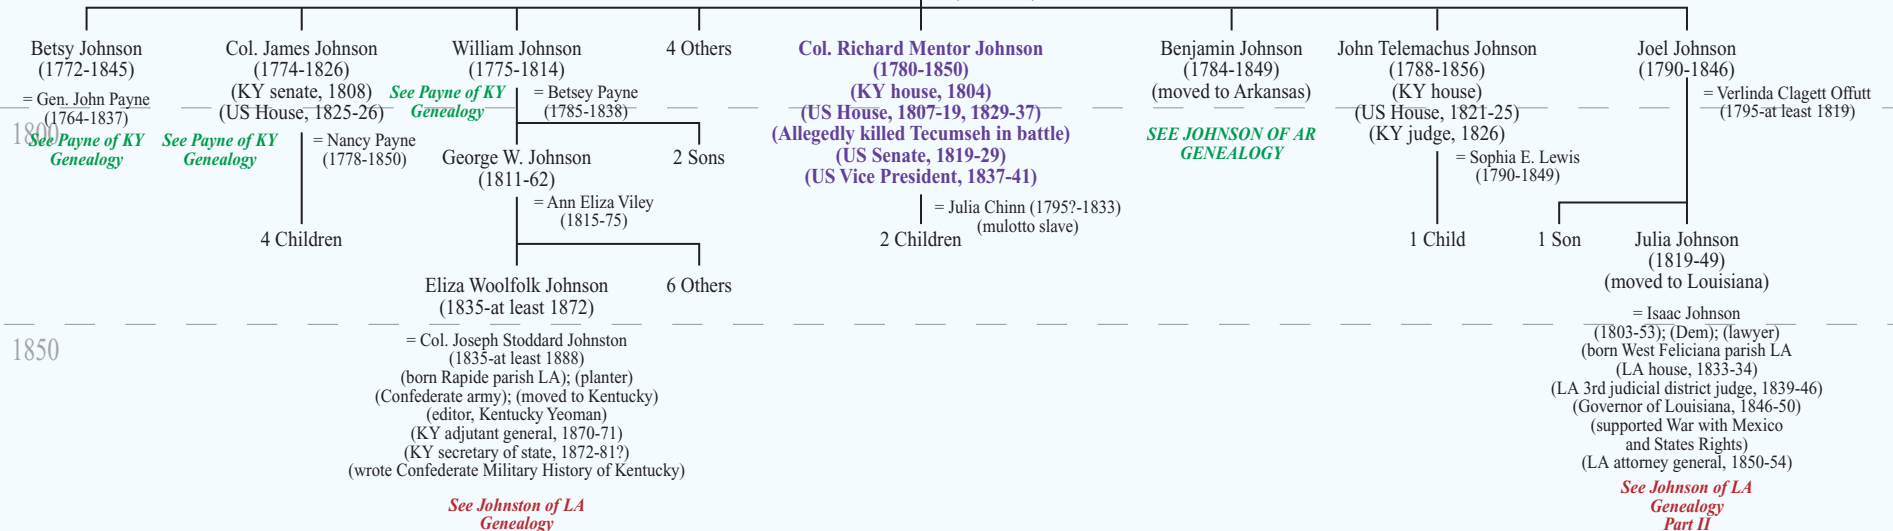 Betsy Johnson
(1772-1845)
= Gen. John Payne
(1764-1837)
See Payne of KY
Genealogy
Col. James Johnson
(1774-1826)
(KY senate, 1808)
(US House, 1825-26)
See Payne of KY
Genealogy
= Nancy Payne
(1778-1850)
4 Children
William Johnson
(1775-1814)
See Payne of KY
Genealogy
= Betsey Payne
(1785-1838)
George W. Johnson
(1811-62)
2 Sons
= Ann Eliza Viley
(1815-75)
Eliza Woolfolk Johnson
(1835-at least 1872)
6 Others
= Col. Joseph Stoddard Johnston
(1835-at least 1888)
(born Rapide parish LA); (planter)
(Confederate army); (moved to Kentucky)
(editor, Kentucky Yeoman)
(KY adjutant general, 1870-71)
(KY secretary of state, 1872-81?)
(wrote Confederate Military History of Kentucky)
See Johnston of LA
Genealogy
4 Others
Col. Richard Mentor Johnson
(1780-1850)
(KY house, 1804)
(US House, 1807-19, 1829-37)
(Allegedly killed Tecumseh in battle)
(US Senate, 1819-29)
(US Vice President, 1837-41)
= Julia Chinn (1795?-1833)
(mulotto slave)
2 Children
Benjamin Johnson
(1784-1849)
(moved to Arkansas)
SEE JOHNSON OF AR
GENEALOGY
John Telemachus Johnson
(1788-1856)
(KY house)
(US House, 1821-25)
(KY judge, 1826)
= Sophia E. Lewis
(1790-1849)
1 Child
Joel Johnson
(1790-1846)
= Verlinda Clagett Offutt
(1795-at least 1819)
1 Son
Julia Johnson
(1819-49)
(moved to Louisiana)
= Isaac Johnson
(1803-53); (Dem); (lawyer)
(born West Feliciana parish LA
(LA house, 1833-34)
(LA 3rd judicial district judge, 1839-46)
(Governor of Louisiana, 1846-50)
(supported War with Mexico
and States Rights)
(LA attorney general, 1850-54)
See Johnson of LA
Genealogy
Part II
1800
1850